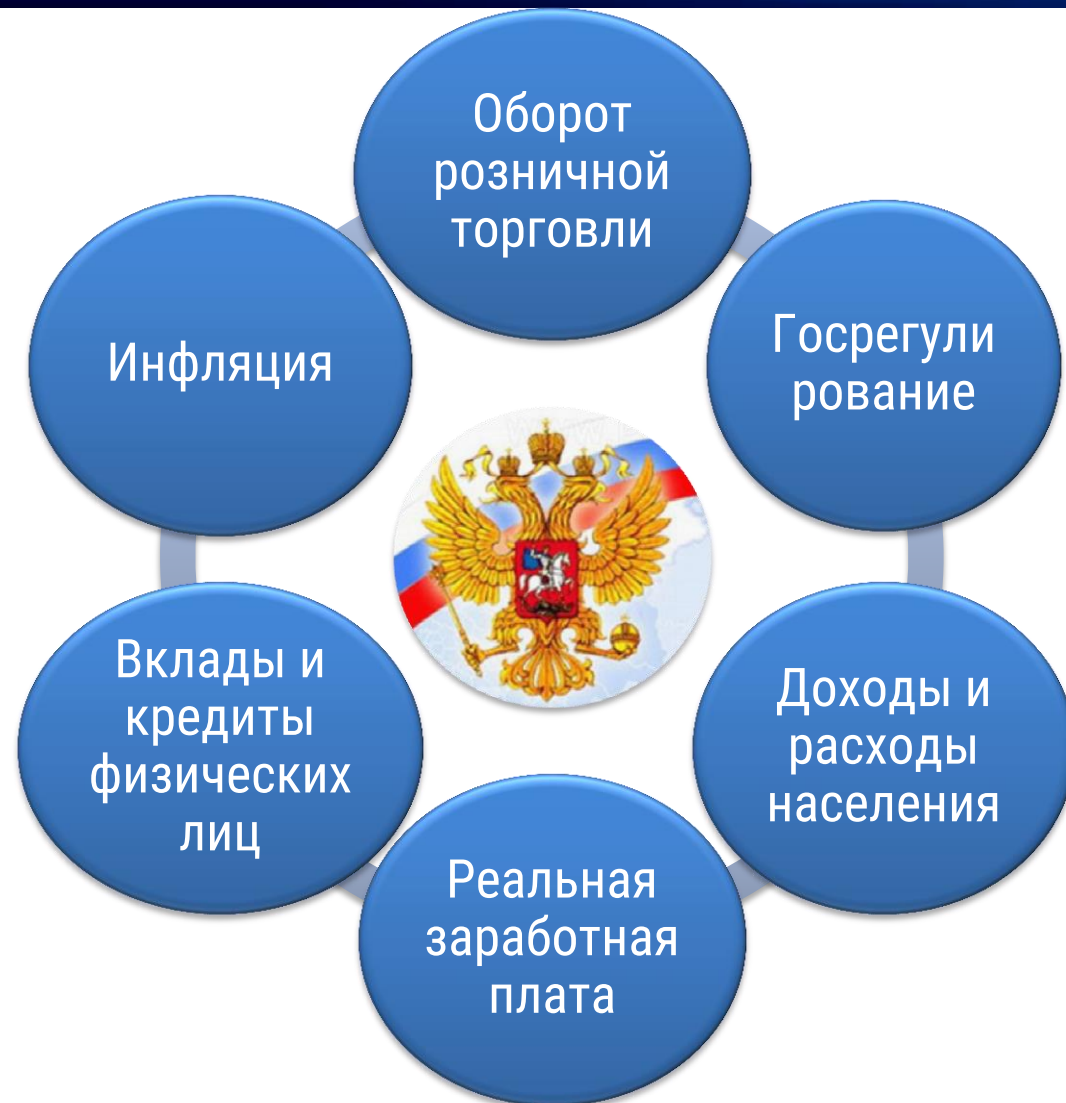 Оборот
розничной
торговли
Госрегули
рование
Доходы и
расходы
населения
Реальная
заработная
плата
Вклады и
кредиты
физических
лиц
Инфляция